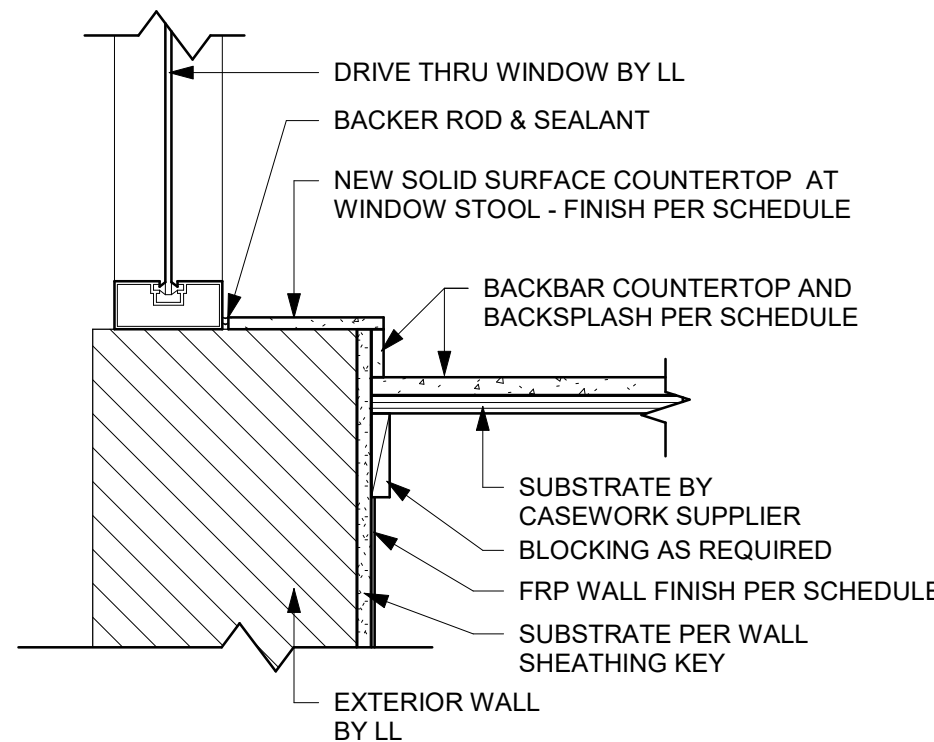 DRIVE THRU WINDOW BY LL
BACKER ROD & SEALANT
NEW SOLID SURFACE COUNTERTOP AT
WINDOW STOOL - FINISH PER SCHEDULE
BACKBAR COUNTERTOP AND
BACKSPLASH PER SCHEDULE
SUBSTRATE BY
CASEWORK SUPPLIER
BLOCKING AS REQUIRED
FRP WALL FINISH PER SCHEDULE
SUBSTRATE PER WALL
SHEATHING KEY
EXTERIOR WALL
BY LL